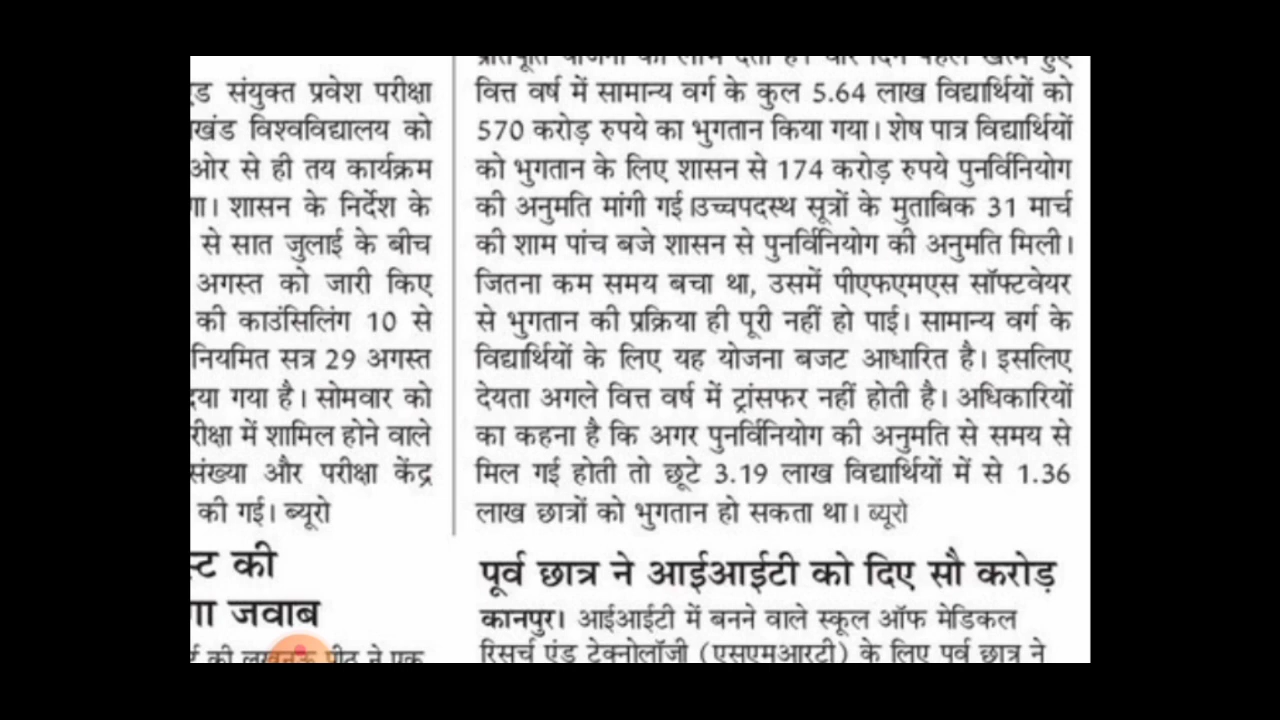 संयुक्त प्रवेश परीक्षा
विश्वविद्यालय को
ओर से ही तय कार्यक्रम
शासन के निर्देश के
से सात जुलाई के बीच
अगस्त को जारी किए
की काउंसिलिंग 10 से
नियमित सत्र 29 अगस्त
गया है। सोमवार को
में शामिल होने वाले
और परीक्षा केंद्र
की गई। ब्यूरो
की
जवाब
वित्त वर्ष में सामान्य वर्ग के कुल 5.64 लाख विद्यार्थियों को
570 करोड़ रुपये का भुगतान किया गया। शेष पात्र विद्यार्थियों
को भुगतान के लिए शासन से 174 करोड़ रुपये पुनर्विनियोग
की अनुमति मांगी गई।उच्चपदस्थ सूत्रों के मुताबिक 31 मार्च
की शाम पांच बजे शासन से पुनर्विनियोग की अनुमति मिली।
जितना कम समय बचा था, उसमें पीएफएमएस सॉफ्टवेयर
से भुगतान की प्रक्रिया ही पूरी नहीं हो पाई। सामान्य वर्ग के
विद्यार्थियों के लिए यह योजना बजट आधारित है। इसलिए
देयता अगले वित्त वर्ष में ट्रांसफर नहीं होती है। अधिकारियों
का कहना है कि अगर पुनर्विनियोग की अनुमति से समय से
मिल गई होती तो छूटे 3.19 लाख विद्यार्थियों में से 1.36
लाख छात्रों को भुगतान हो सकता था। ब्यूरो
पूर्व छात्र ने आईआईटी को दिए सौ करोड़
कानपुर। आईआईटी में बनने वाले स्कूल ऑफ मेडिकल
रिसर्च एंड टेक्नोलॉजी (एसएमआरटी) के लिए पूर्व छात्र ने